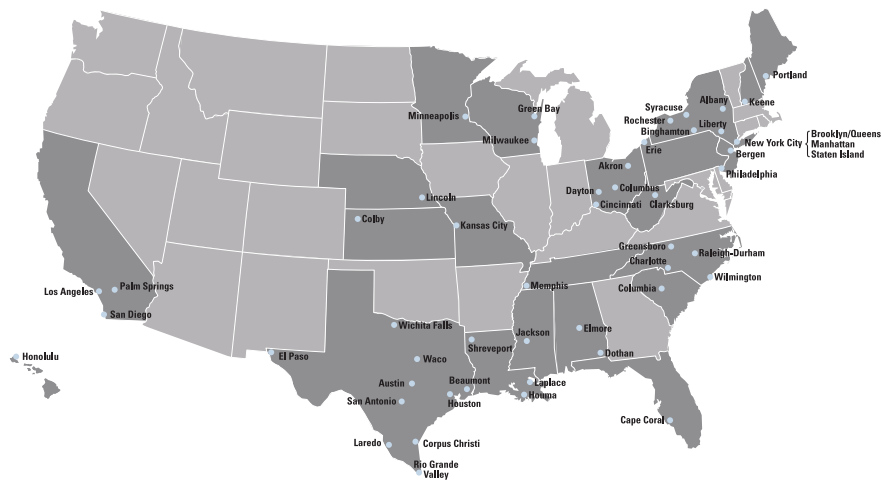 Portland
Green Bay
Minneapolis
Syracuse
Albany
Keene
Rochester
Binghamton
Liberty
Milwaukee
Erie
New York City
Brooklyn/Queens
Manhattan
Staten Island
Bergen
Akron
Philadelphia
Dayton
Columbus
Lincoln
Cincinnati
Clarksburg
Colby
Kansas City
Greensboro
Raleigh-Durham
Charlotte
Wilmington
Los Angeles
Palm Springs
Memphis
Columbia
San Diego
Wichita Falls
Jackson
Elmore
Shreveport
Honolulu
El Paso
Waco
Dothan
Austin
Beaumont
Laplace
San Antonio
Houston
Houma
Cape Coral
Laredo
Corpus Christi
Rio Grande
Valley